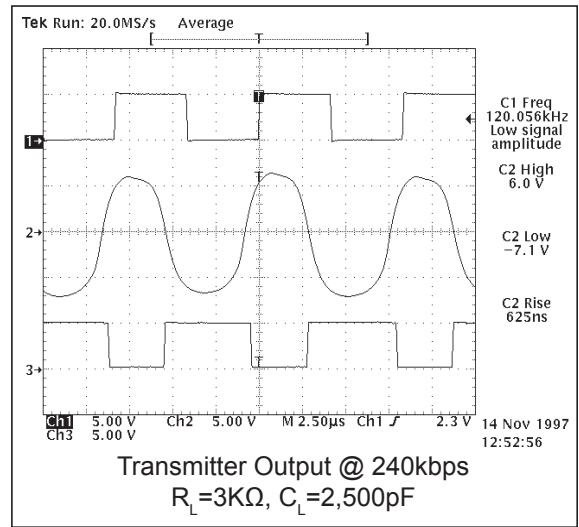 Tek Run: 20.0MS/s Average
T
T
C1 Freq
120.056kHz
Low signal
amplitude
1→
T
C2 High
6.0 V
2→
C2 Low
−7.1 V
C2 Rise
625ns
T
3→
Ch1 5.00 V Ch2 5.00 V M 2.50µs Ch1 ∫ 2.3 V
Ch3 5.00 V
14 Nov 1997
12:52:56
Transmitter Output @ 240kbps
RL=3KΩ, CL=2,500pF